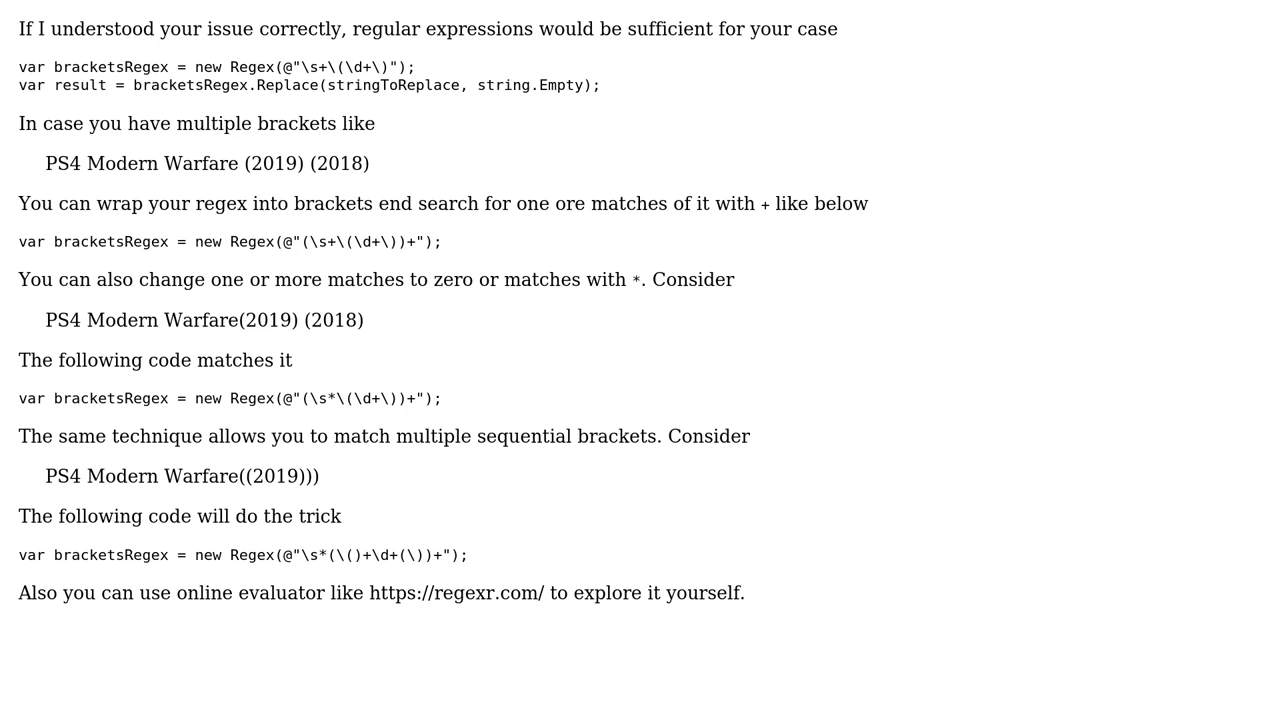 If I understood your issue correctly, regular expressions would be sufficient for your case
var bracketsRegex = new Regex(@"\s+\(\d+\)");
var result = bracketsRegex.Replace(stringToReplace, string.Empty);
In case you have multiple brackets like
PS4 Modern Warfare (2019) (2018)
You can wrap your regex into brackets end search for one ore matches of it with + like below
var bracketsRegex = new Regex(@"(\s+\(\d+\))+");
You can also change one or more matches to zero or matches with *. Consider
PS4 Modern Warfare(2019) (2018)
The following code matches it
var bracketsRegex = new Regex(@"(\s*\(\d+\))+");
The same technique allows you to match multiple sequential brackets. Consider
PS4 Modern Warfare((2019)))
The following code will do the trick
var bracketsRegex = new Regex(@"\s*(\()+\d+(\))+");
Also you can use online evaluator like https://regexr.com/ to explore it yourself.